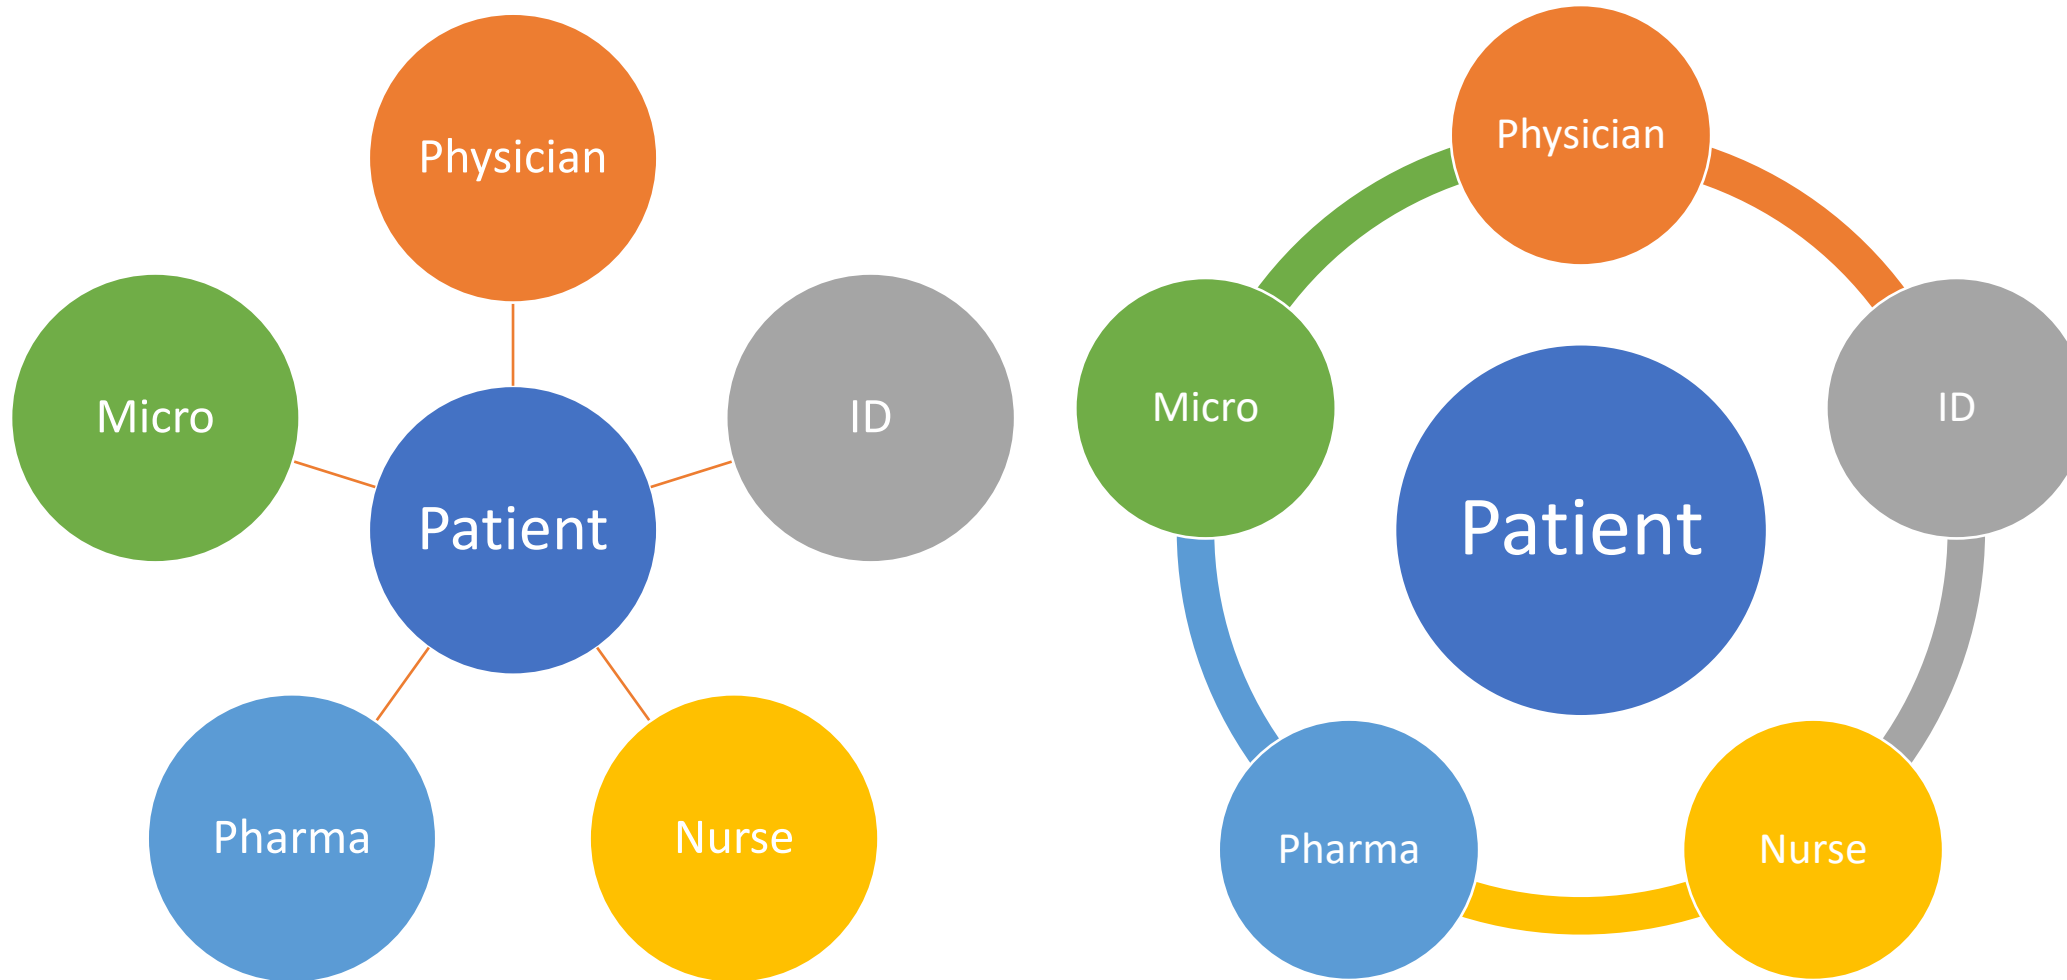 Physician
Micro
ID
Patient
Pharma
Nurse
Physician
Micro
ID
Patient
Pharma
Nurse